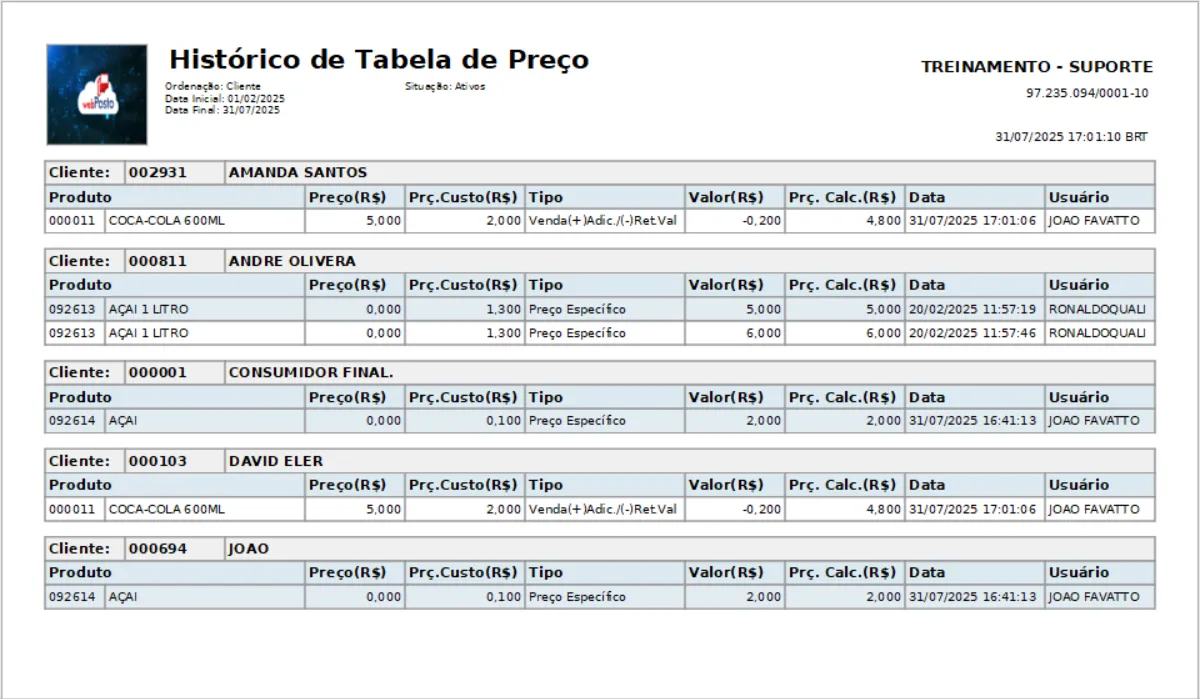 webPosto
Histórico de Tabela de Preço
Ordenação: Cliente Situação: Ativos
Data Inicial: 01/02/2025
Data Final: 31/07/2025
TREINAMENTO - SUPORTE
97.235.094/0001-10
31/07/2025 17:01:10 BRT
Cliente: 002931 AMANDA SANTOS
Produto Preço(R$) Prç.Custo(R$) Tipo Valor(R$) Prç. Calc.(R$) Data Usuário
000011 COCA-COLA 600ML 5,000 2,000 Venda(+)Adic./(-)Ret.Val -0,200 4,800 31/07/2025 17:01:06 JOAO FAVATTO
Cliente: 000811 ANDRE OLIVERA
Produto Preço(R$) Prç.Custo(R$) Tipo Valor(R$) Prç. Calc.(R$) Data Usuário
092613 AÇAI 1 LITRO 0,000 1,300 Preço Específico 5,000 5,000 20/02/2025 11:57:19 RONALDOQUALI
092613 AÇAI 1 LITRO 0,000 1,300 Preço Específico 6,000 6,000 20/02/2025 11:57:46 RONALDOQUALI
Cliente: 000001 CONSUMIDOR FINAL.
Produto Preço(R$) Prç.Custo(R$) Tipo Valor(R$) Prç. Calc.(R$) Data Usuário
092614 AÇAI 0,000 0,100 Preço Específico 2,000 2,000 31/07/2025 16:41:13 JOAO FAVATTO
Cliente: 000103 DAVID ELER
Produto Preço(R$) Prç.Custo(R$) Tipo Valor(R$) Prç. Calc.(R$) Data Usuário
000011 COCA-COLA 600ML 5,000 2,000 Venda(+)Adic./(-)Ret.Val -0,200 4,800 31/07/2025 17:01:06 JOAO FAVATTO
Cliente: 000694 JOAO
Produto Preço(R$) Prç.Custo(R$) Tipo Valor(R$) Prç. Calc.(R$) Data Usuário
092614 AÇAI 0,000 0,100 Preço Específico 2,000 2,000 31/07/2025 16:41:13 JOAO FAVATTO